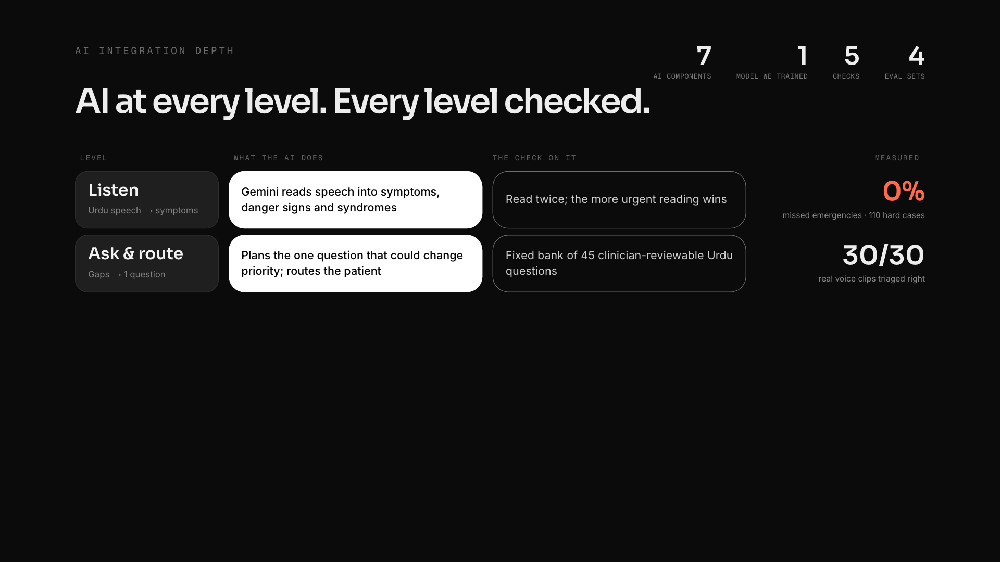 AI INTEGRATION DEPTH
7
AI COMPONENTS
1
MODEL WE TRAINED
5
CHECKS
4
EVAL SETS
AI at every level. Every level checked.
LEVEL
WHAT THE AI DOES
THE CHECK ON IT
MEASURED
Listen
Urdu speech → symptoms
Gemini reads speech into symptoms,
danger signs and syndromes
Read twice; the more urgent reading wins
0%
missed emergencies · 110 hard cases
Ask & route
Gaps → 1 question
Plans the one question that could change
priority; routes the patient
Fixed bank of 45 clinician-reviewable Urdu
questions
30/30
real voice clips triaged right